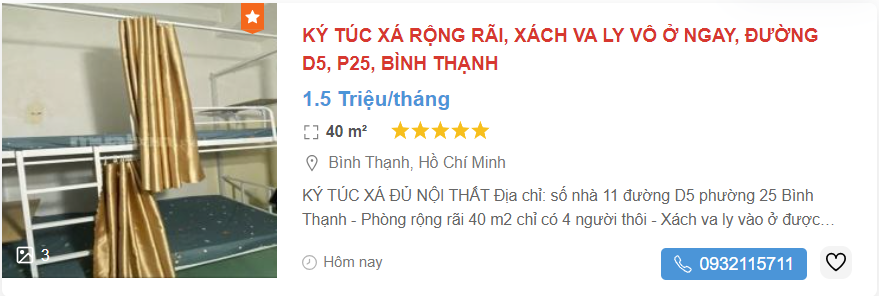 KÝ TÚC XÁ RỘNG RÃI, XÁCH VA LY VÔ Ở NGAY, ĐƯỜNG
D5, P25, BÌNH THẠNH
1.5 Triệu/tháng
40 m²
Bình Thạnh, Hồ Chí Minh
KÝ TÚC XÁ ĐỦ NỘI THẤT Địa chỉ: số nhà 11 đường D5 phường 25 Bình
Thạnh - Phòng rộng rãi 40 m2 chỉ có 4 người thôi - Xách va ly vào ở được…
3
Hôm nay
0932115711